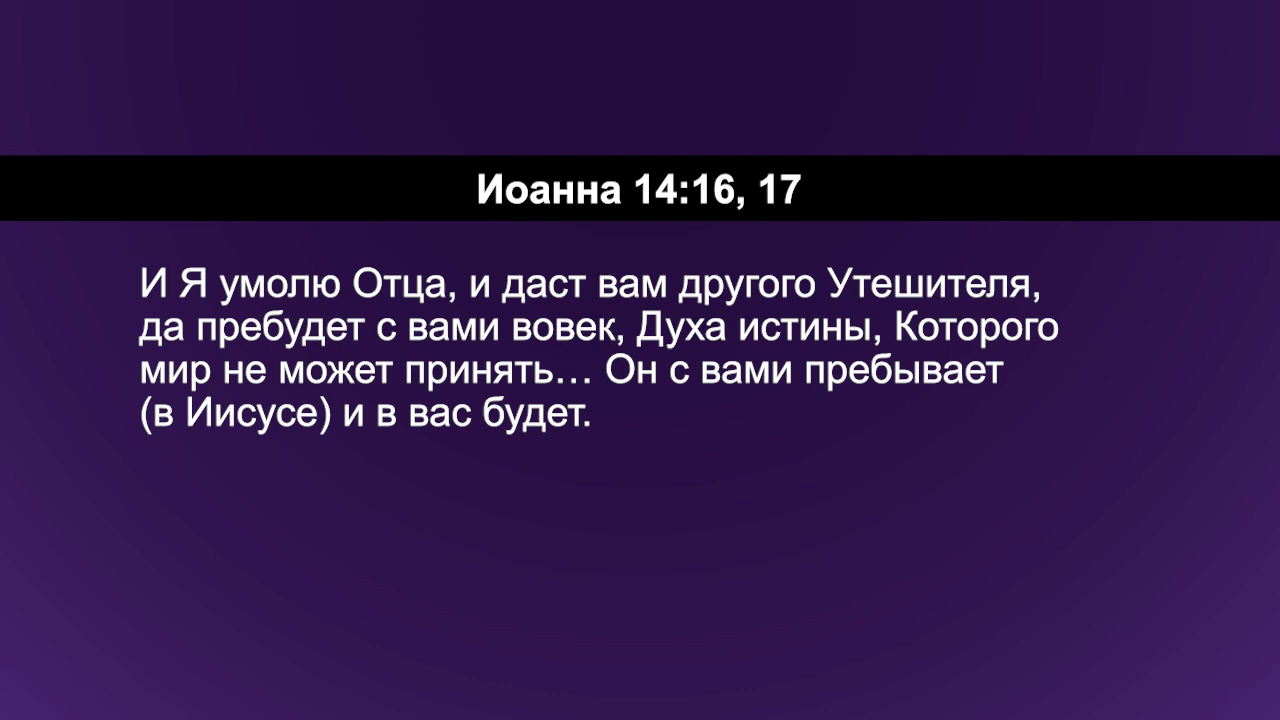 Иоанна 14:16, 17
И Я умолю Отца, и даст вам другого Утешителя,
да пребудет с вами вовек, Духа истины, Которого
мир не может принять… Он с вами пребывает
(в Иисусе) и в вас будет.